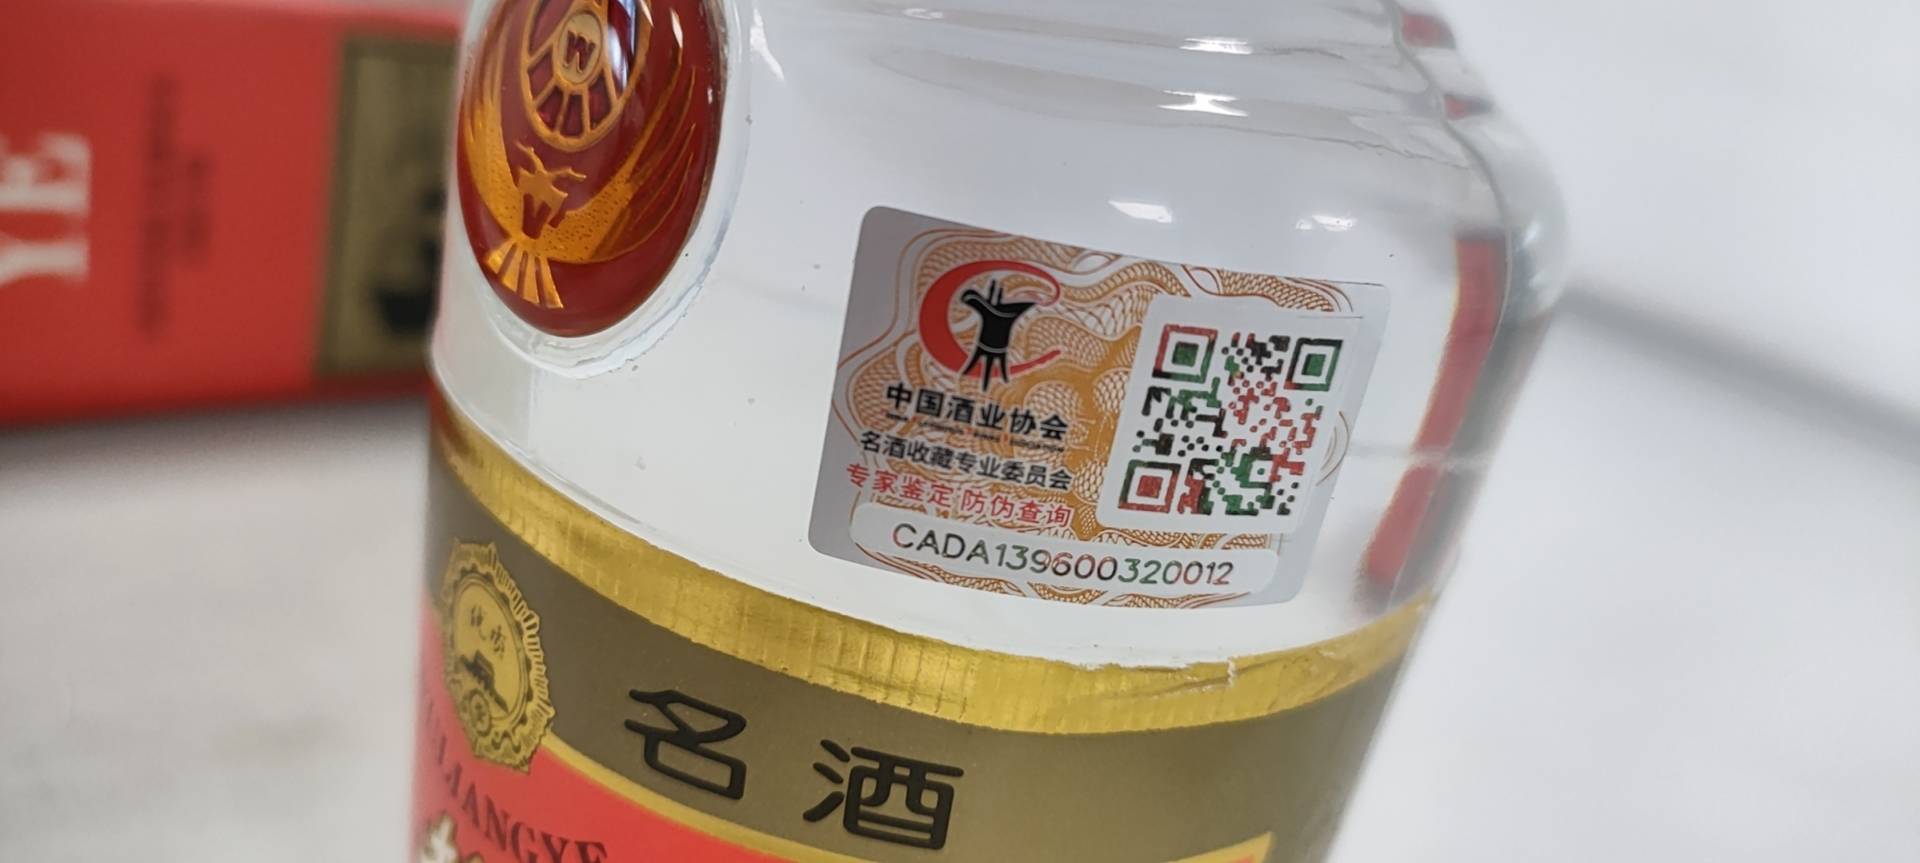 YE
W
中国酒业协会
名酒收藏专业委员会
专家鉴定 防伪查询
CADA139600320012
名酒
LIANGYE